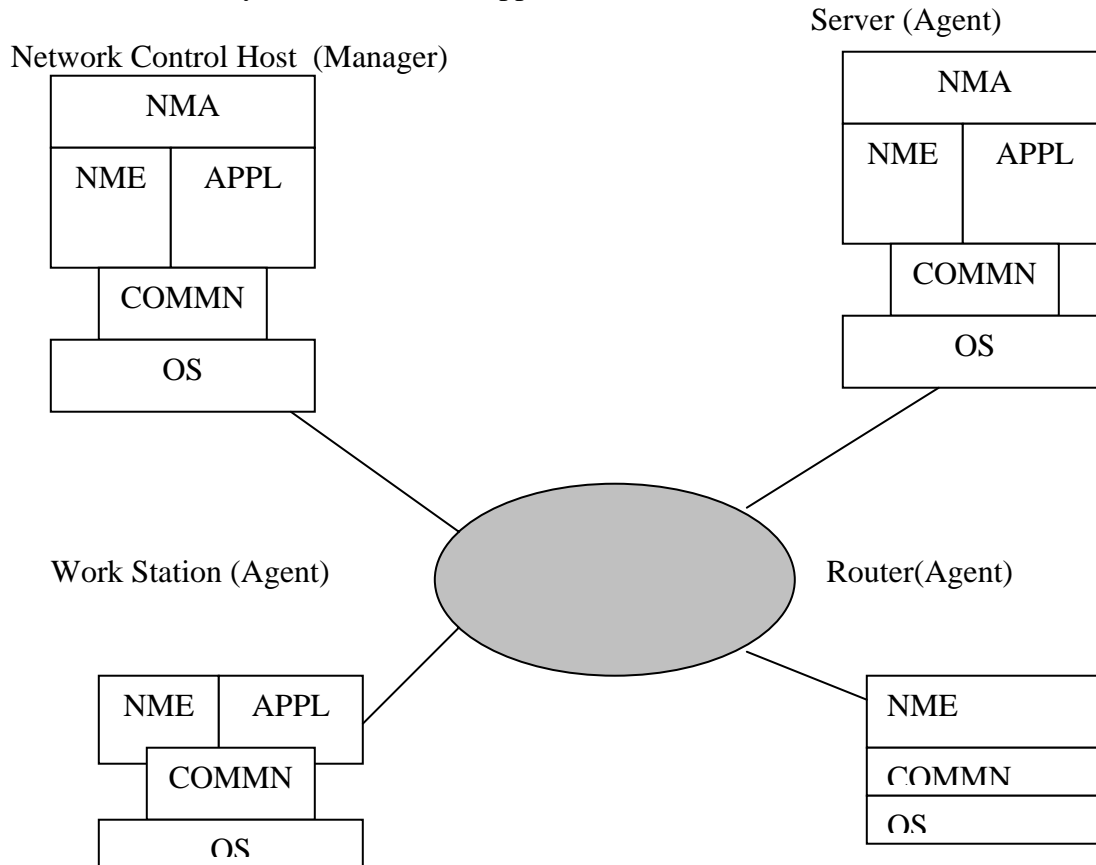 Server (Agent)
Network Control Host (Manager)
NMA
NME APPL
COMMN
OS
NMA
NME APPL
COMMN
OS
Work Station (Agent)
Router(Agent)
NME APPL
COMMN
OS
NME
COMMN
OS